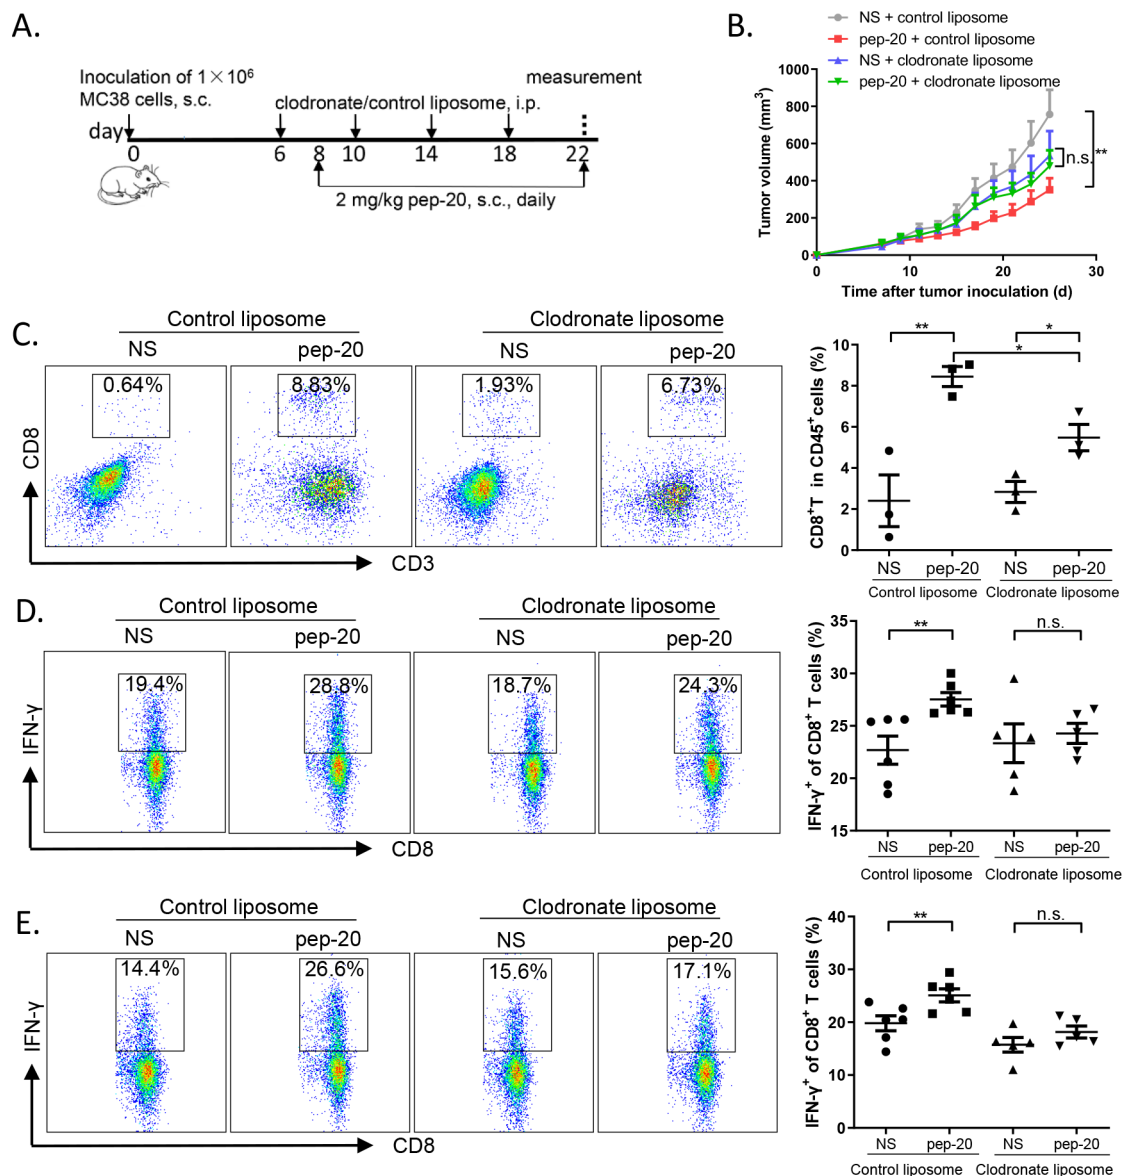 A.
Inoculation of 1×10⁶
MC38 cells, s.c.
measurement
clodronate/control liposome, i.p.
day
0 6 8 10 14 18 22
2 mg/kg pep-20, s.c., daily
B.
NS + control liposome
pep-20 + control liposome
NS + clodronate liposome
pep-20 + clodronate liposome
Tumor volume (mm³)
1000
800
600
400
200
0
0 10 20 30
Time after tumor inoculation (d)
n.s.
**
C.
Control liposome
Clodronate liposome
NS pep-20 NS pep-20
0.64% 8.83% 1.93% 6.73%
CD8
CD3
CD8⁺T in CD45⁺ cells (%)
10
8
6
4
2
0
** *
*
NS pep-20 NS pep-20
Control liposome Clodronate liposome
D.
Control liposome
Clodronate liposome
NS pep-20 NS pep-20
19.4% 28.8% 18.7% 24.3%
IFN-γ
CD8
IFN-γ⁺ of CD8⁺ T cells (%)
35
30
25
20
15
** n.s.
NS pep-20 NS pep-20
Control liposome Clodronate liposome
E.
Control liposome
Clodronate liposome
NS pep-20 NS pep-20
14.4% 26.6% 15.6% 17.1%
IFN-γ
CD8
IFN-γ⁺ of CD8⁺ T cells (%)
40
30
20
10
0
** n.s.
NS pep-20 NS pep-20
Control liposome Clodronate liposome